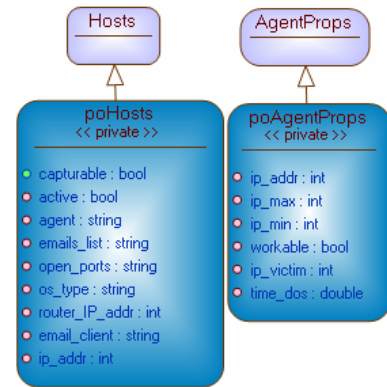 Hosts
poHosts
<< private >>
capturable : bool
active : bool
agent : string
emails_list : string
open_ports : string
os_type : string
router_IP_addr : int
email_client : string
ip_addr : int
AgentProps
poAgentProps
<< private >>
ip_addr : int
ip_max : int
ip_min : int
workable : bool
ip_victim : int
time_dos : double